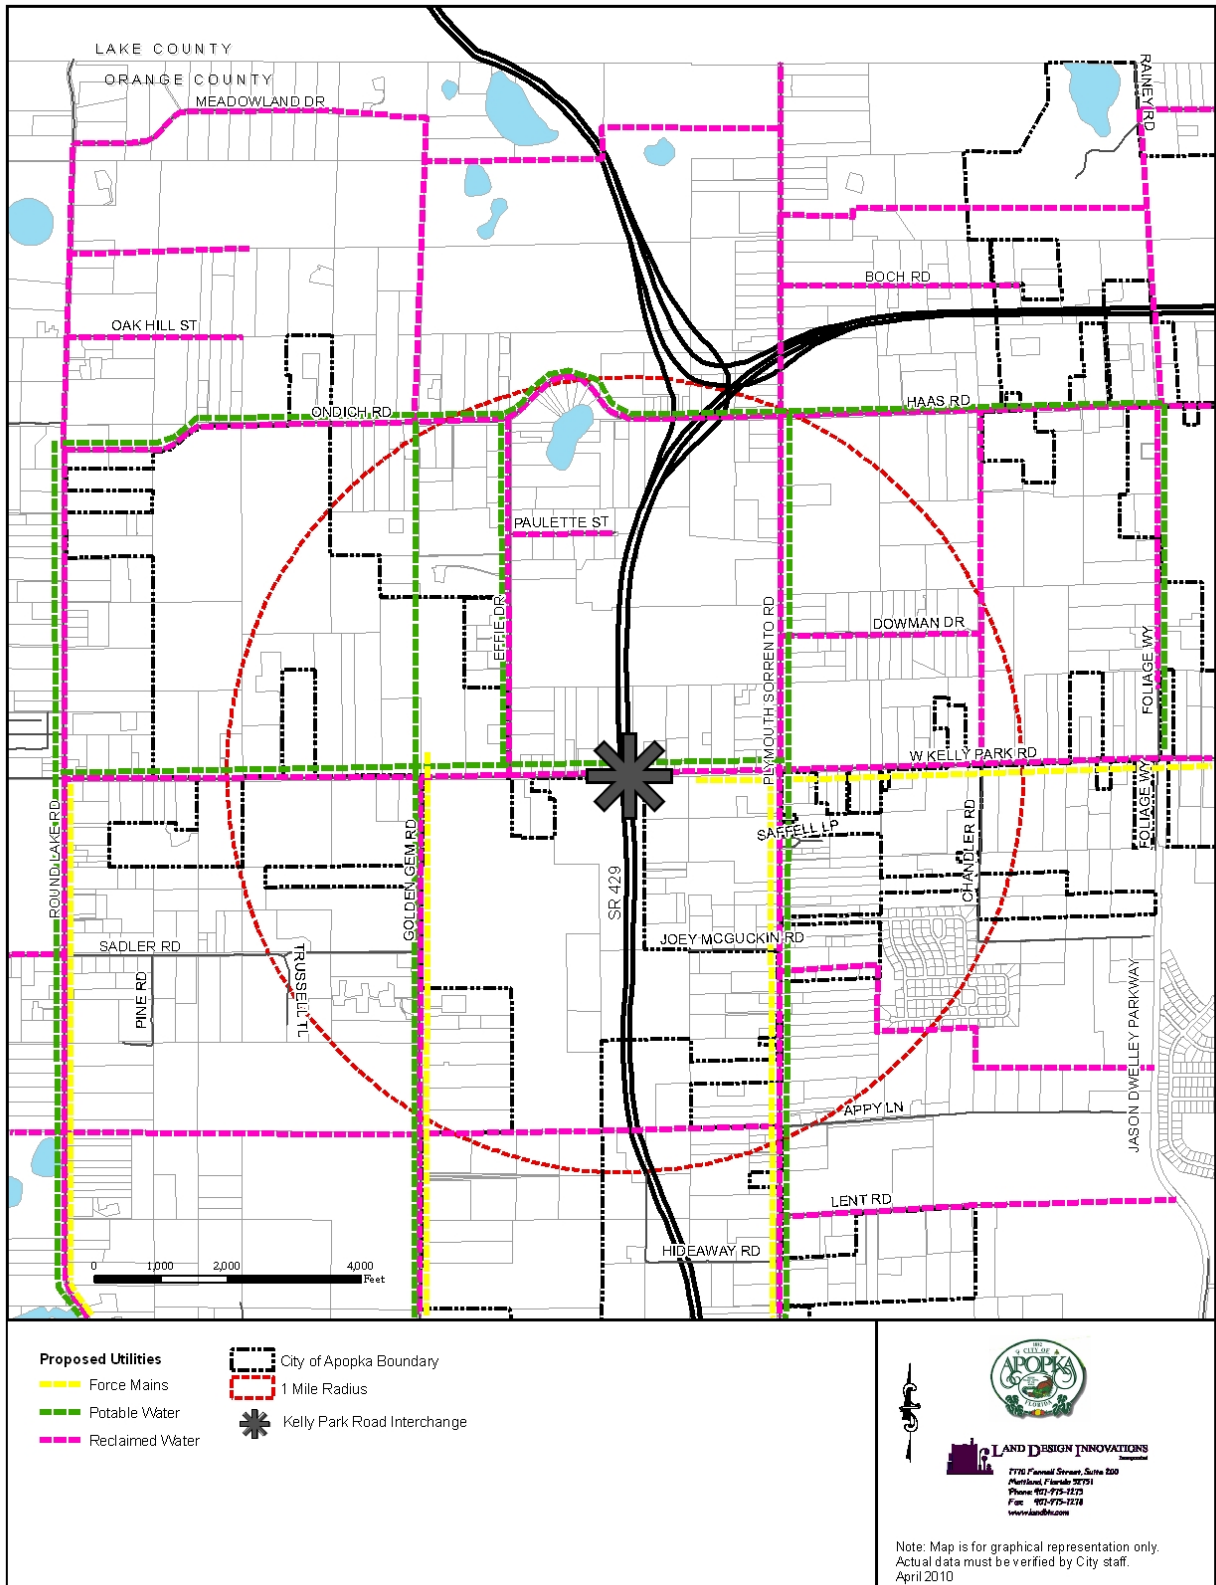 LAKE COUNTY
ORANGE COUNTY
MEADOWLAND DR
RAINEY RD
BOCH RD
OAK HILL ST
ONDICH RD
HAAS RD
PAULETTE ST
EFFIE DR
PLYMOUTH SORRENTO RD
DOWMAN DR
FOLIAGE WY
W KELLY PARK RD
FOLIAGE WY
ROUND LAKE RD
GOLDEN GEM RD
SAFFELL LP
CHANDLER RD
SR 429
SADLER RD
JOEY MCGUCKIN RD
PINE RD
TRUSSELL TL
JASON DWELLEY PARKWAY
APPY LN
LENT RD
HIDEAWAY RD
0 1,000 2,000 4,000
Feet
Proposed Utilities
Force Mains
Potable Water
Reclaimed Water
City of Apopka Boundary
1 Mile Radius
Kelly Park Road Interchange
1882
CITY OF
APOPKA
FLORIDA
LAND DESIGN INNOVATIONS
Incorporated
Maitland, Florida 32751
Note: Map is for graphical representation only.
Actual data must be verified by City staff.
April 2010